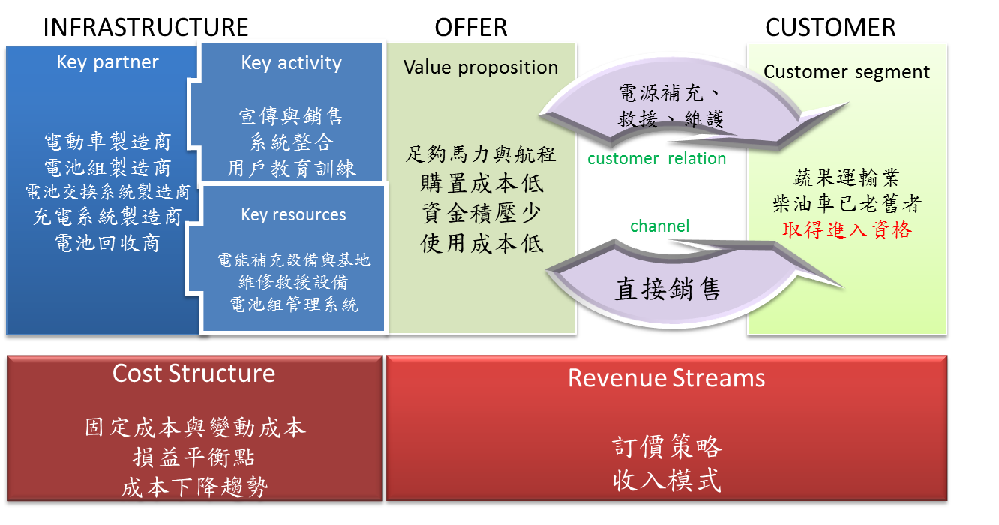 INFRASTRUCTURE
OFFER
CUSTOMER
Key partner
電動車製造商
電池組製造商
電池交換系統製造商
充電系統製造商
電池回收商
Key activity
宣傳與銷售
系統整合
用戶教育訓練
Key resources
電能補充設備與基地
維修救援設備
電池組管理系統
Value proposition
足夠馬力與航程
購置成本低
資金積壓少
使用成本低
電源補充、
救援、維護
customer relation
channel
直接銷售
Customer segment
蔬果運輸業
柴油車已老舊者
取得進入資格
Cost Structure
固定成本與變動成本
損益平衡點
成本下降趨勢
Revenue Streams
訂價策略
收入模式